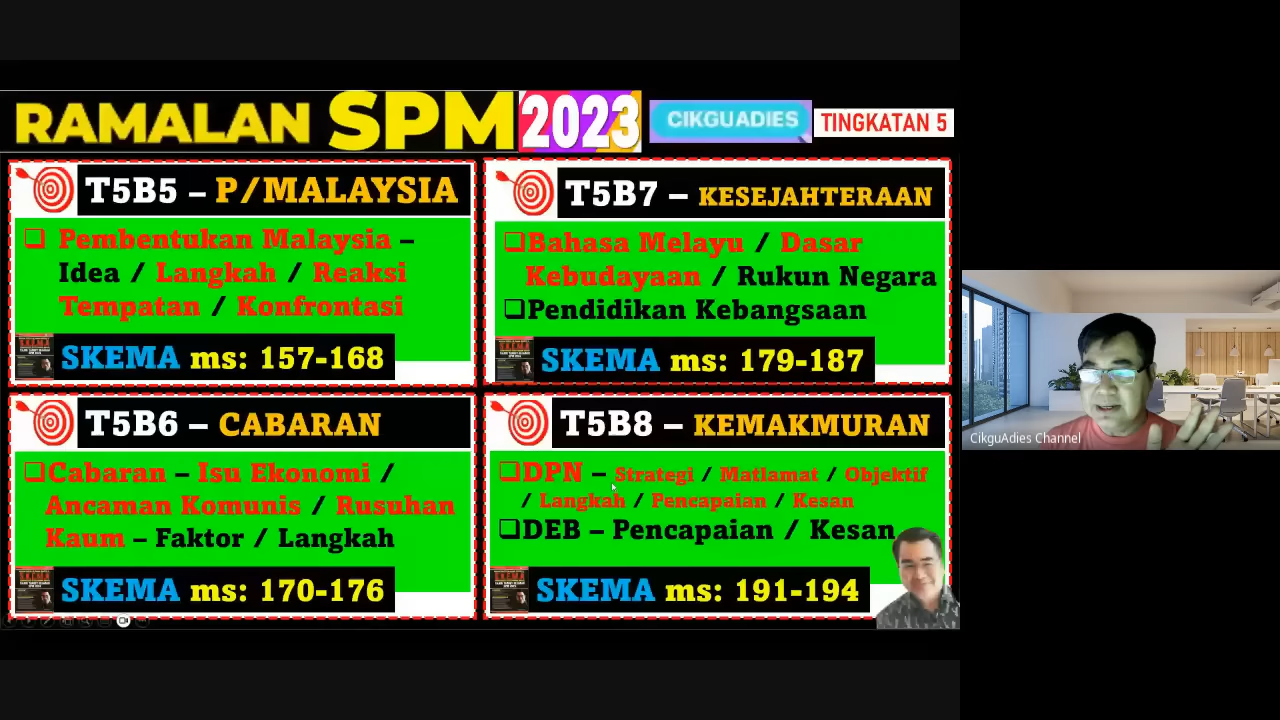 RAMALAN SPM 2023
CIKGUADIES
TINGKATAN 5
T5B5 – P/MALAYSIA
❑ Pembentukan Malaysia –
Idea / Langkah / Reaksi
Tempatan / Konfrontasi
SKEMA ms: 157-168
T5B7 – KESEJAHTERAAN
❑Bahasa Melayu / Dasar
Kebudayaan / Rukun Negara
❑Pendidikan Kebangsaan
SKEMA ms: 179-187
T5B6 – CABARAN
❑Cabaran – Isu Ekonomi /
Ancaman Komunis / Rusuhan
Kaum – Faktor / Langkah
SKEMA ms: 170-176
T5B8 – KEMAKMURAN
❑DPN – Strategi / Matlamat / Objektif
/ Langkah / Pencapaian / Kesan
❑DEB – Pencapaian / Kesan
SKEMA ms: 191-194
CikguAdies Channel